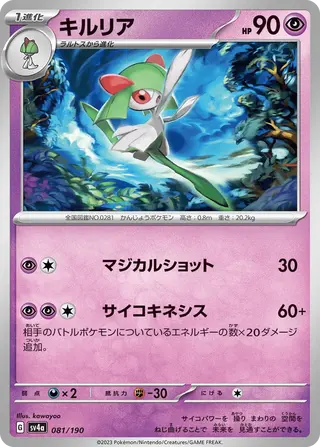 1進化
キルリア
HP90
ラルトスから進化
全国図鑑NO.0281 かんじょうポケモン 高さ:0.8m 重さ:20.2kg
マジカルショット 30
サイコキネシス 60+
相手のバトルポケモンについているエネルギーの数×20ダメージ
追加。
弱点 ×2 抵抗力 -30 にげる
Illus. kawayoo
G sv4a 081/190
サイコパワーを 操り 周りの 空間を
ねじ曲げることで 未来を 見通すことができる。
©2023 Pokémon/Nintendo/Creatures/GAME FREAK.